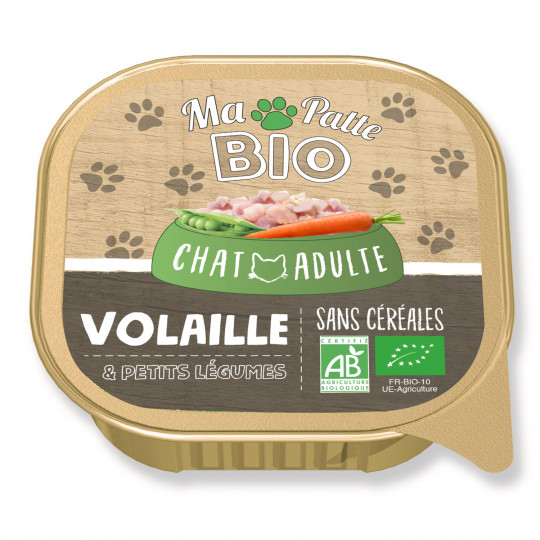 Ma Patte
BIO
CHAT ADULTE
VOLAILLE
& PETITS LÉGUMES
SANS CÉRÉALES
CERTIFIÉ
AB
AGRICULTURE
BIOLOGIQUE
FR-BIO-10
UE-Agriculture